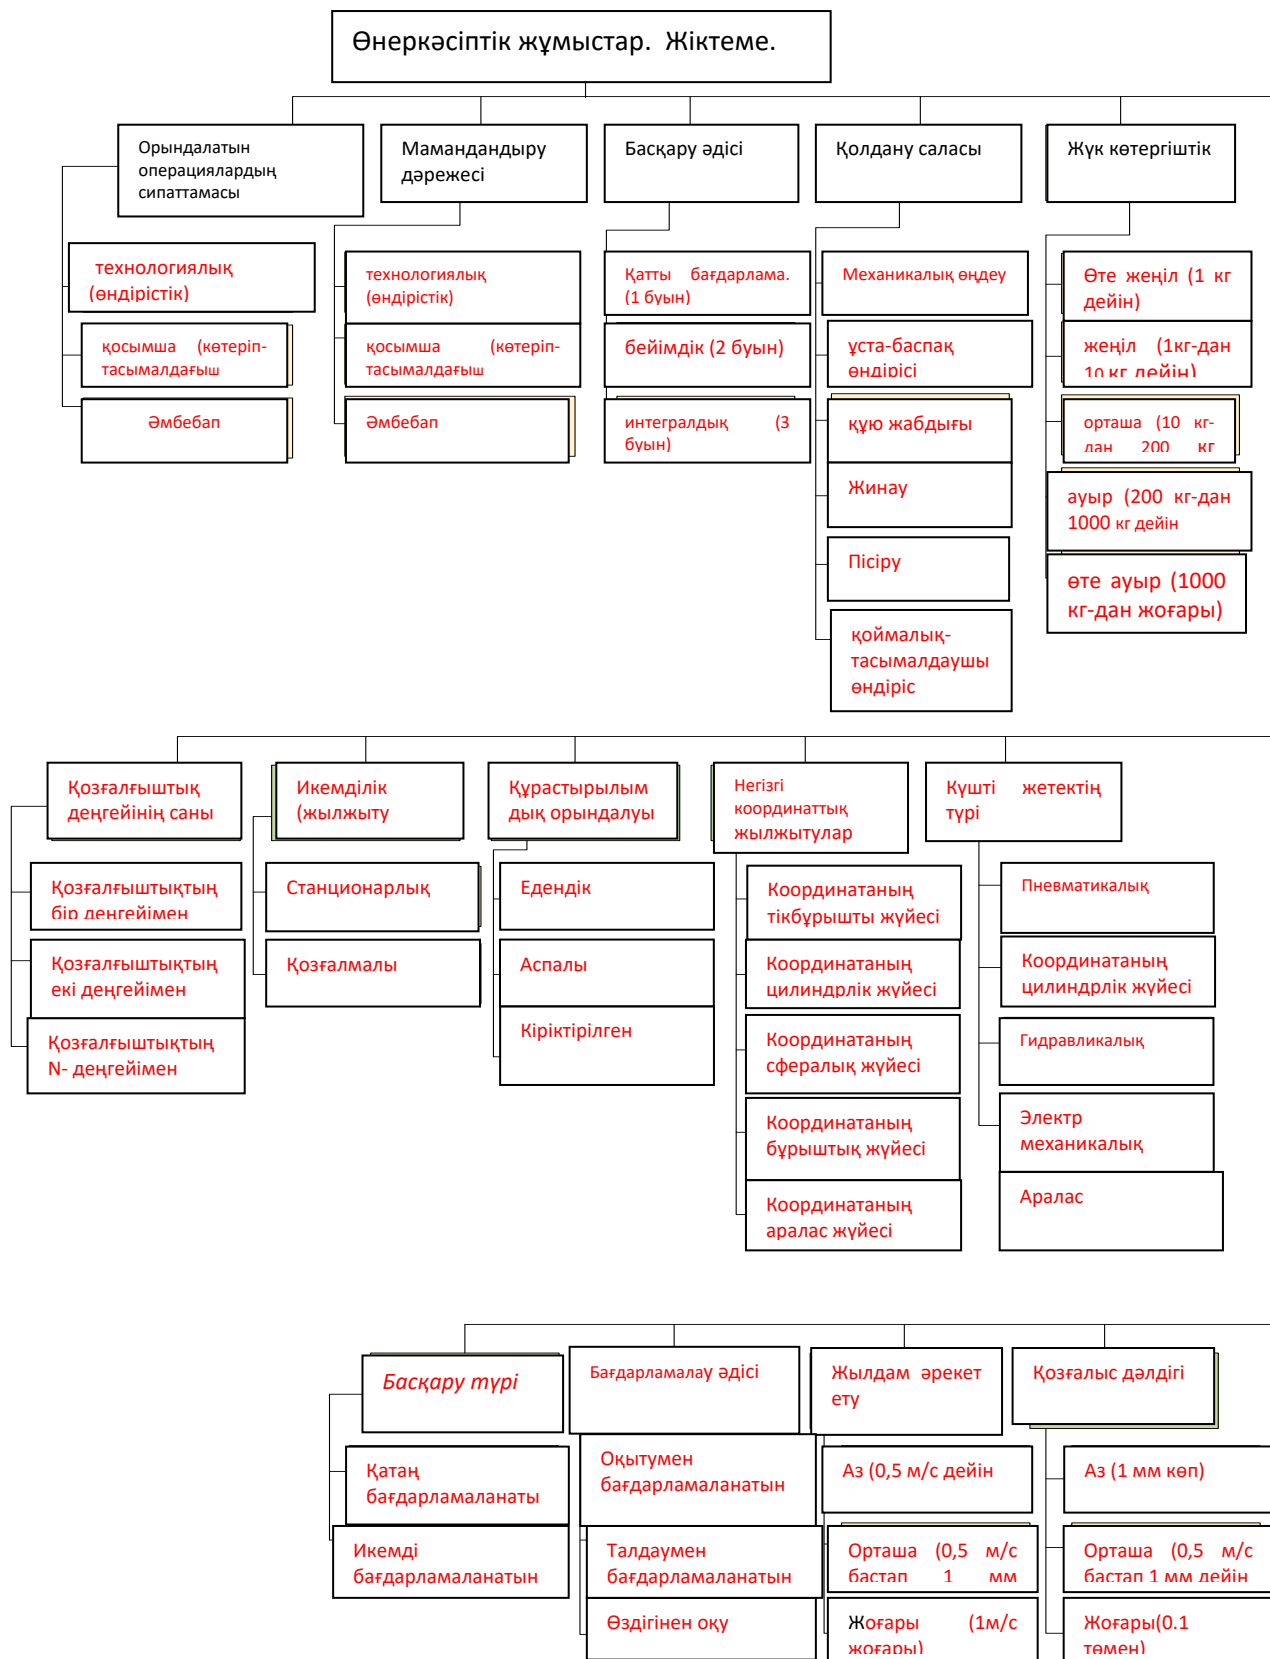 Өнеркәсіптік жұмыстар. Жіктеме.
Орындалатын
операциялардың
сипаттамасы
технологиялық
(өндірістік)
қосымша (көтеріп-
тасымалдағыш
Әмбебап
Мамандандыру
дәрежесі
технологиялық
(өндірістік)
қосымша (көтеріп-
тасымалдағыш
Әмбебап
Басқару әдісі
Қатты бағдарлама.
(1 буын)
бейімдік (2 буын)
интегралдық (3
буын)
Қолдану саласы
Механикалық өңдеу
ұста-баспақ
өндірісі
құю жабдығы
Жинау
Пісіру
қоймалық-
тасымалдаушы
өндіріс
Жүк көтергіштік
Өте жеңіл (1 кг
дейін)
жеңіл (1кг-дан
10 кг дейін)
орташа (10 кг-
дан 200 кг
ауыр (200 кг-дан
1000 кг дейін
өте ауыр (1000
кг-дан жоғары)
Қозғалғыштық
деңгейінің саны
Қозғалғыштықтың
бір деңгейімен
Қозғалғыштықтың
екі деңгейімен
Қозғалғыштықтың
N- деңгейімен
Икемділік
(жылжыту
Станционарлық
Қозғалмалы
Құрастырылым
дық орындалуы
Едендік
Аспалы
Кіріктірілген
Негізгі
координаттық
жылжытулар
Координатаның
тікбұрышты жүйесі
Координатаның
цилиндрлік жүйесі
Координатаның
сфералық жүйесі
Координатаның
бұрыштық жүйесі
Координатаның
аралас жүйесі
Күшті жетектің
түрі
Пневматикалық
Координатаның
цилиндрлік жүйесі
Гидравликалық
Электр
механикалық
Аралас
Басқару түрі
Қатаң
бағдарламаланаты
Икемді
бағдарламаланатын
Бағдарламалау әдісі
Оқытумен
бағдарламаланатын
Талдаумен
бағдарламаланатын
Өздігінен оқу
Жылдам әрекет
ету
Аз (0,5 м/с дейін
Орташа (0,5 м/с
бастап 1 мм
Жоғары (1м/с
жоғары)
Қозғалыс дәлдігі
Аз (1 мм көп)
Орташа (0,5 м/с
бастап 1 мм дейін
Жоғары(0.1
төмен)